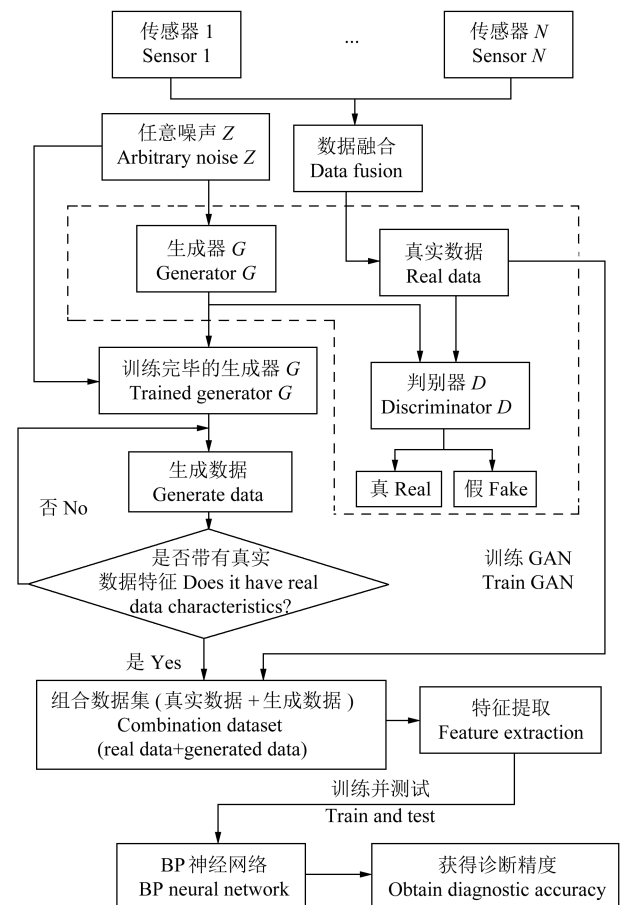 传感器 1
Sensor 1
...
传感器 N
Sensor N
任意噪声 Z
Arbitrary noise Z
数据融合
Data fusion
生成器 G
Generator G
真实数据
Real data
训练完毕的生成器 G
Trained generator G
判别器 D
Discriminator D
生成数据
Generate data
真 Real
假 Fake
否 No
是否带有真实
数据特征 Does it have real
data characteristics?
训练 GAN
Train GAN
是 Yes
组合数据集 (真实数据+生成数据)
Combination dataset
(real data+generated data)
特征提取
Feature extraction
训练并测试
Train and test
BP 神经网络
BP neural network
获得诊断精度
Obtain diagnostic accuracy